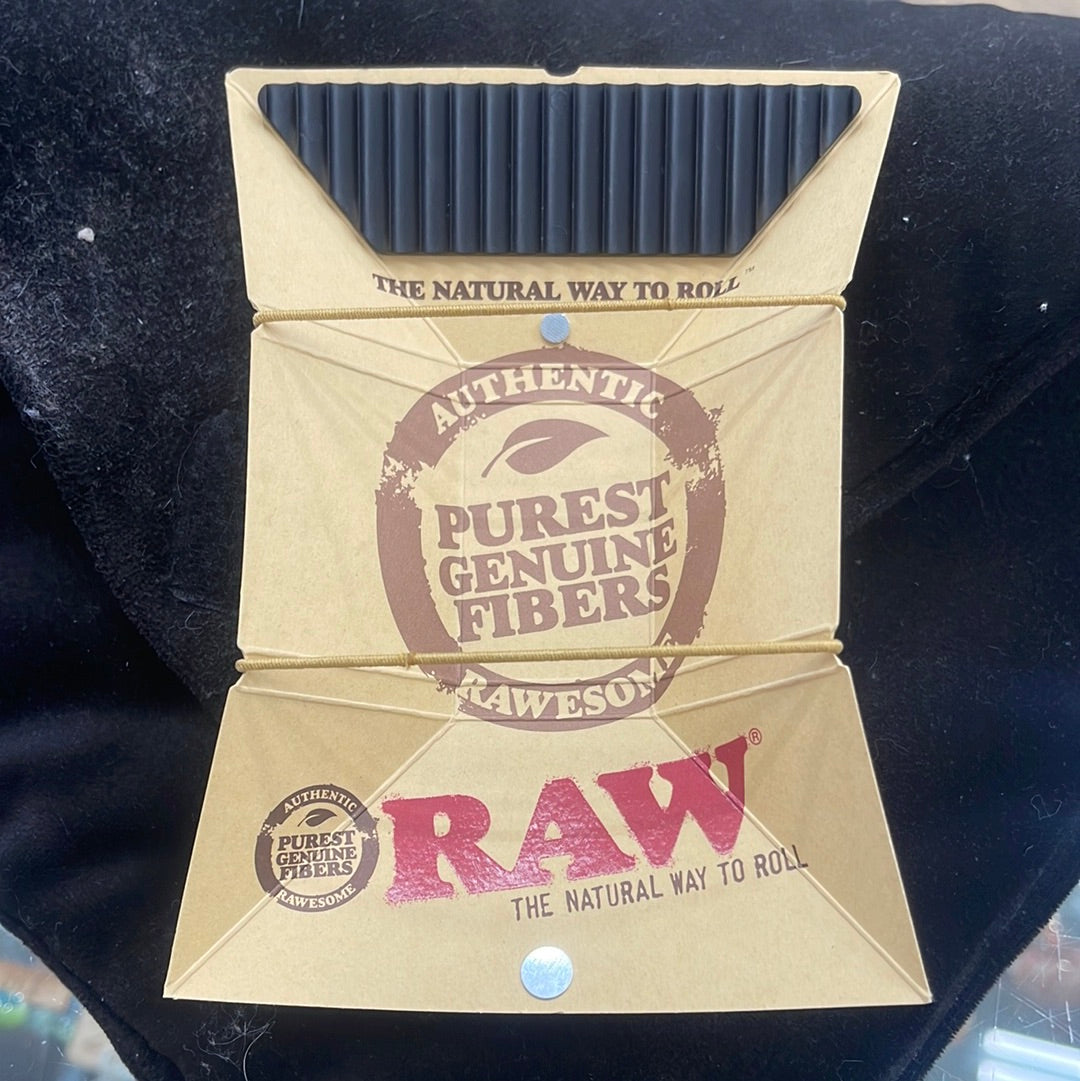 THE NATURAL WAY TO ROLL™
AUTHENTIC
PUREST
GENUINE
FIBERS
RAWESOME
AUTHENTIC
PUREST
GENUINE
FIBERS
RAWESOME
RAW®
THE NATURAL WAY TO ROLL